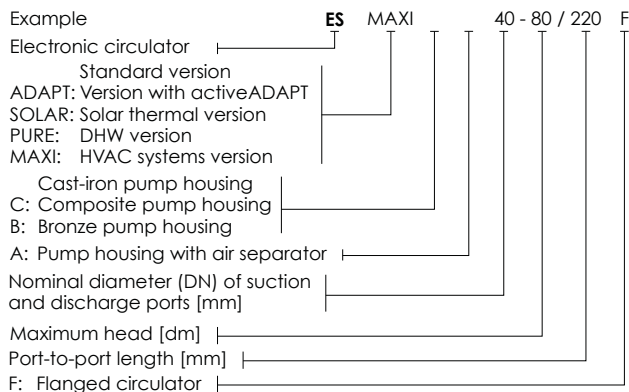 Example ES MAXI 40 - 80 / 220 F
Electronic circulator
Standard version
ADAPT: Version with activeADAPT
SOLAR: Solar thermal version
PURE: DHW version
MAXI: HVAC systems version
Cast-iron pump housing
C: Composite pump housing
B: Bronze pump housing
A: Pump housing with air separator
Nominal diameter (DN) of suction
and discharge ports [mm]
Maximum head [dm]
Port-to-port length [mm]
F: Flanged circulator